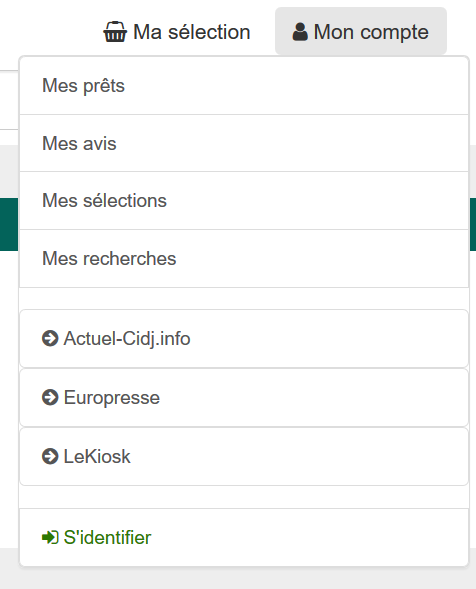 Ma sélection Mon compte
Mes prêts
Mes avis
Mes sélections
Mes recherches
Actuel-Cidj.info
Europresse
LeKiosk
S'identifier